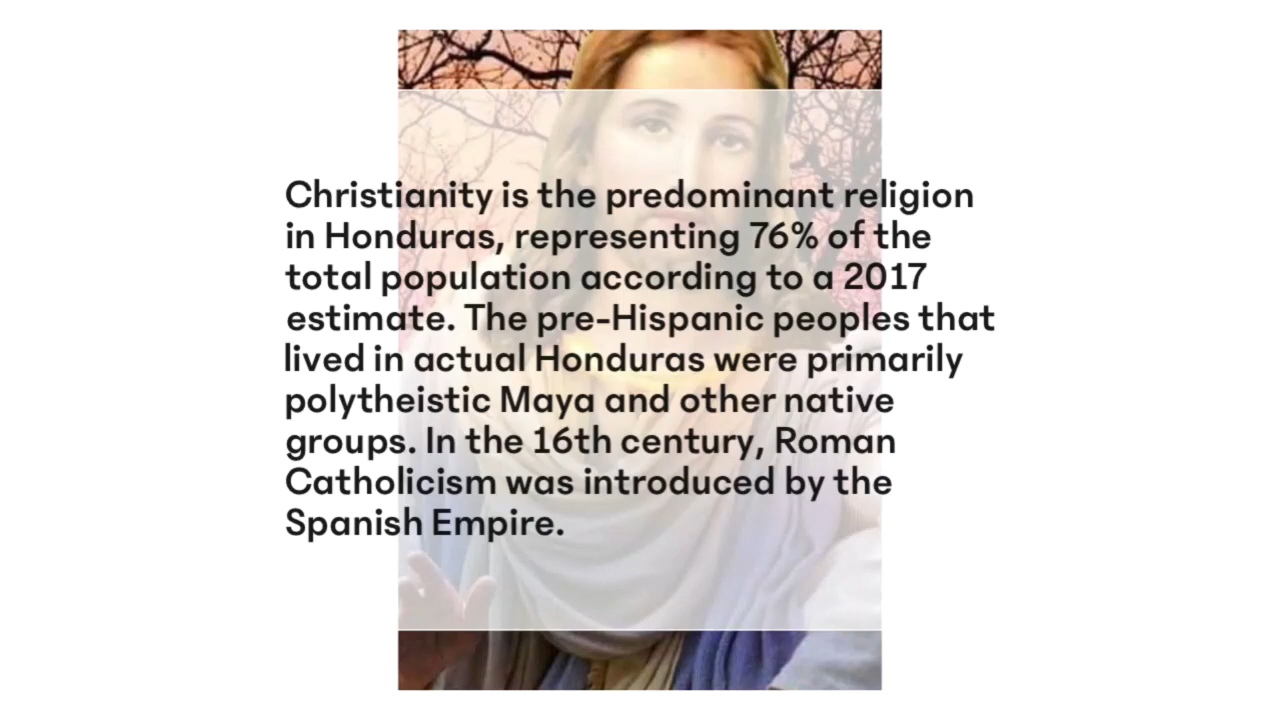 Christianity is the predominant religion
in Honduras, representing 76% of the
total population according to a 2017
estimate. The pre-Hispanic peoples that
lived in actual Honduras were primarily
polytheistic Maya and other native
groups. In the 16th century, Roman
Catholicism was introduced by the
Spanish Empire.